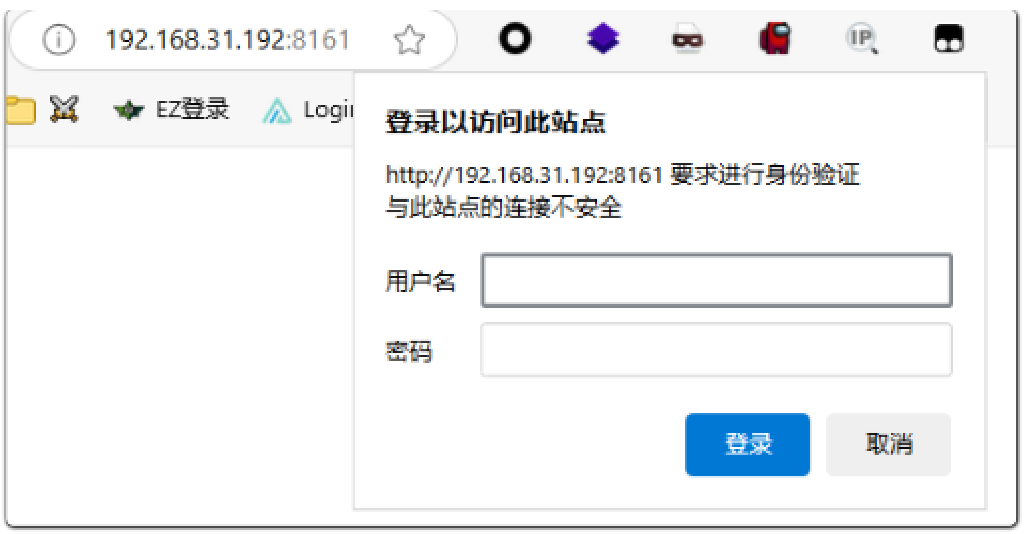 192.168.31.192:8161
IP
EZ登录
Login
登录以访问此站点
http://192.168.31.192:8161 要求进行身份验证
与此站点的连接不安全
用户名
密码
登录 取消